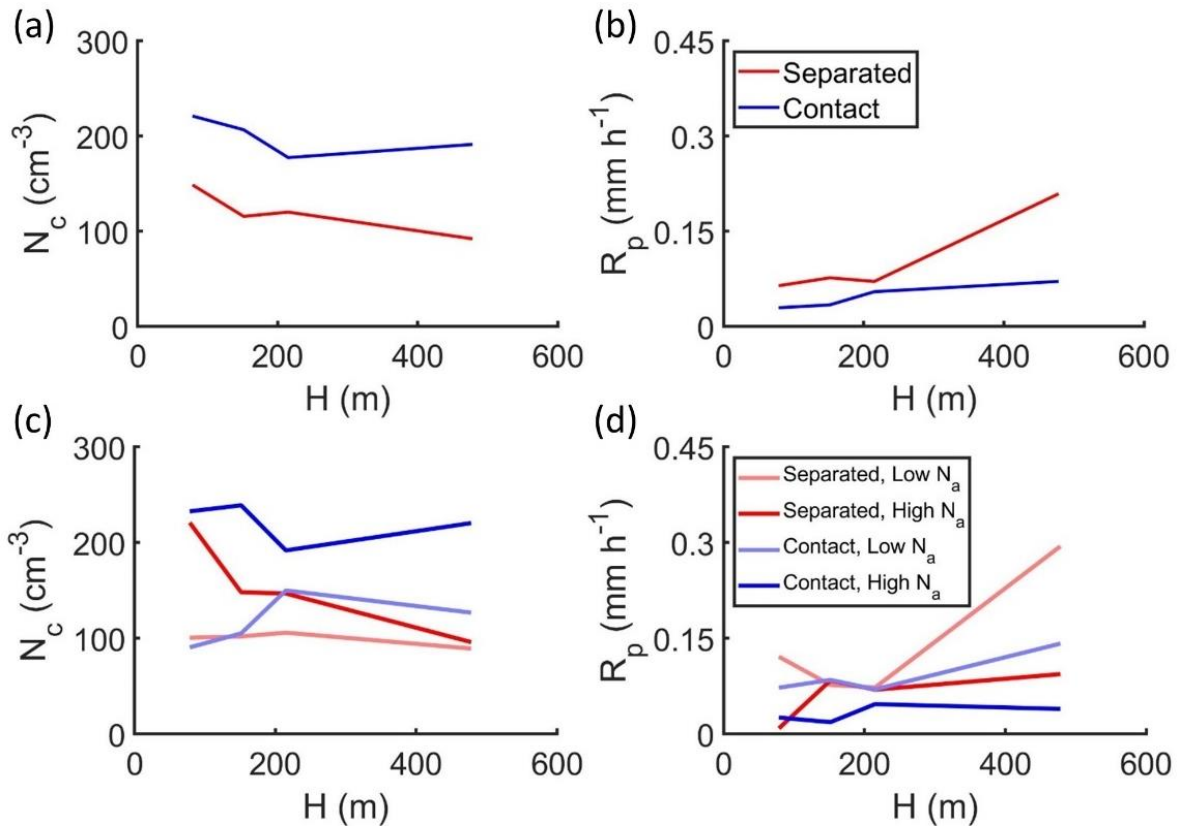 (a)
300
200
100
0
N_c (cm^-3)
0 200 400 600
H (m)
(b)
0.45
0.3
0.15
0
R_p (mm h^-1)
Separated
Contact
0 200 400 600
H (m)
(c)
300
200
100
0
N_c (cm^-3)
0 200 400 600
H (m)
(d)
0.45
0.3
0.15
0
R_p (mm h^-1)
Separated, Low N_a
Separated, High N_a
Contact, Low N_a
Contact, High N_a
0 200 400 600
H (m)